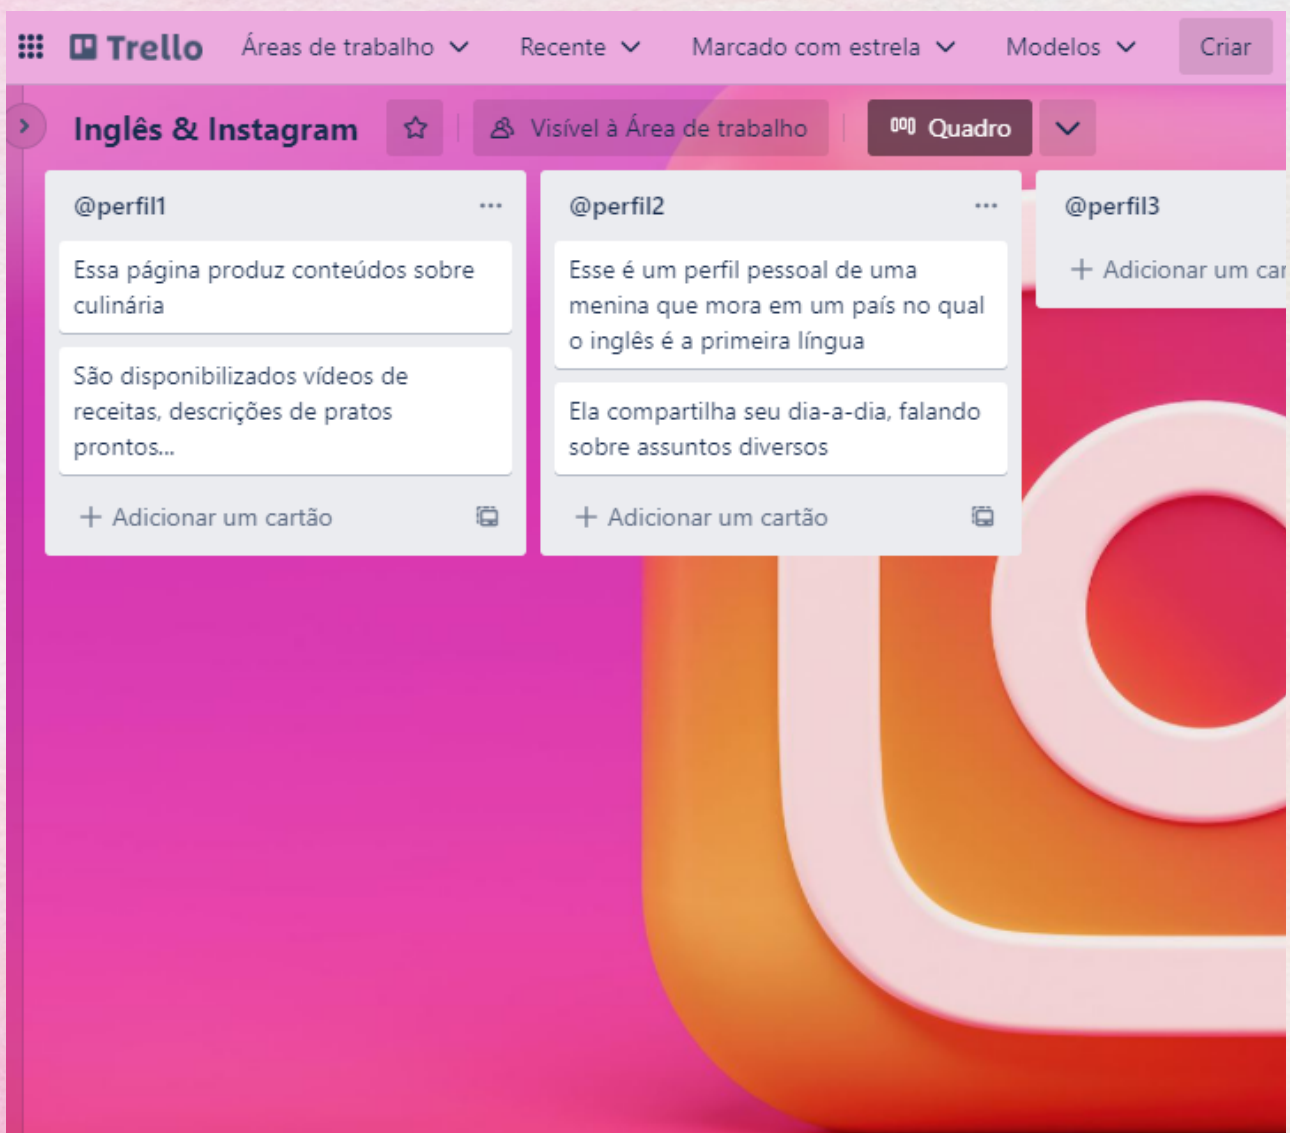 Trello Áreas de trabalho Recente Marcado com estrela Modelos Criar
Inglês & Instagram Visível à Área de trabalho Quadro
@perfil1
Essa página produz conteúdos sobre
culinária
São disponibilizados vídeos de
receitas, descrições de pratos
prontos...
+ Adicionar um cartão
@perfil2
Esse é um perfil pessoal de uma
menina que mora em um país no qual
o inglês é a primeira língua
Ela compartilha seu dia-a-dia, falando
sobre assuntos diversos
+ Adicionar um cartão
@perfil3
+ Adicionar um car